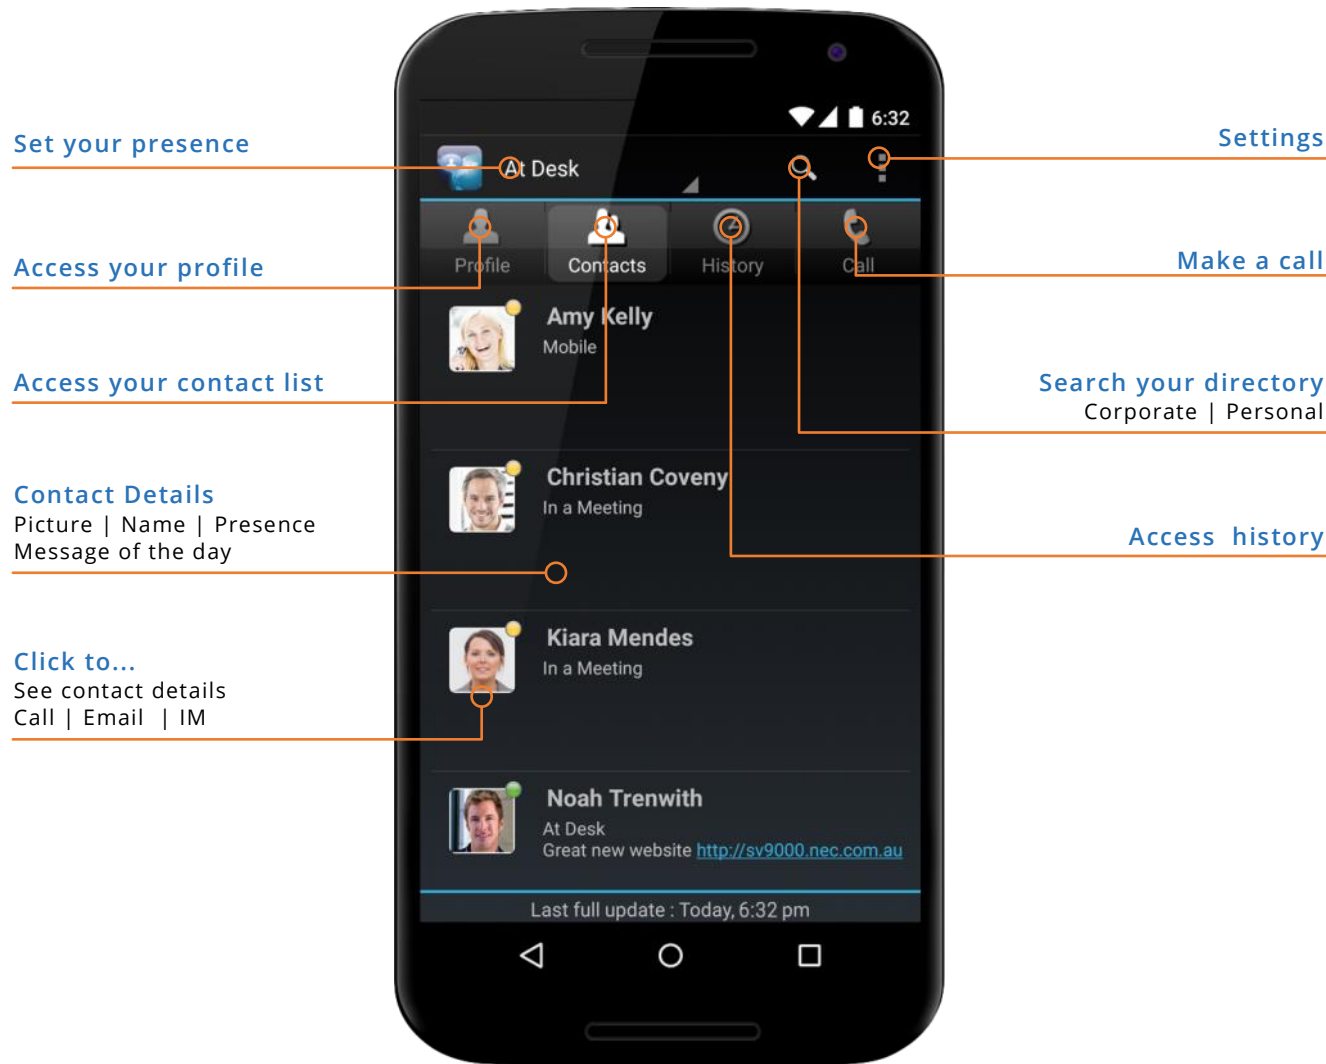 Set your presence
Access your profile
Access your contact list
Contact Details
Picture | Name | Presence
Message of the day
Click to...
See contact details
Call | Email | IM
6:32
At Desk
Profile
Contacts
History
Call
Amy Kelly
Mobile
Christian Coveny
In a Meeting
Kiara Mendes
In a Meeting
Noah Trenwith
At Desk
Great new website http://sv9000.nec.com.au
Last full update : Today, 6:32 pm
Settings
Make a call
Search your directory
Corporate | Personal
Access history